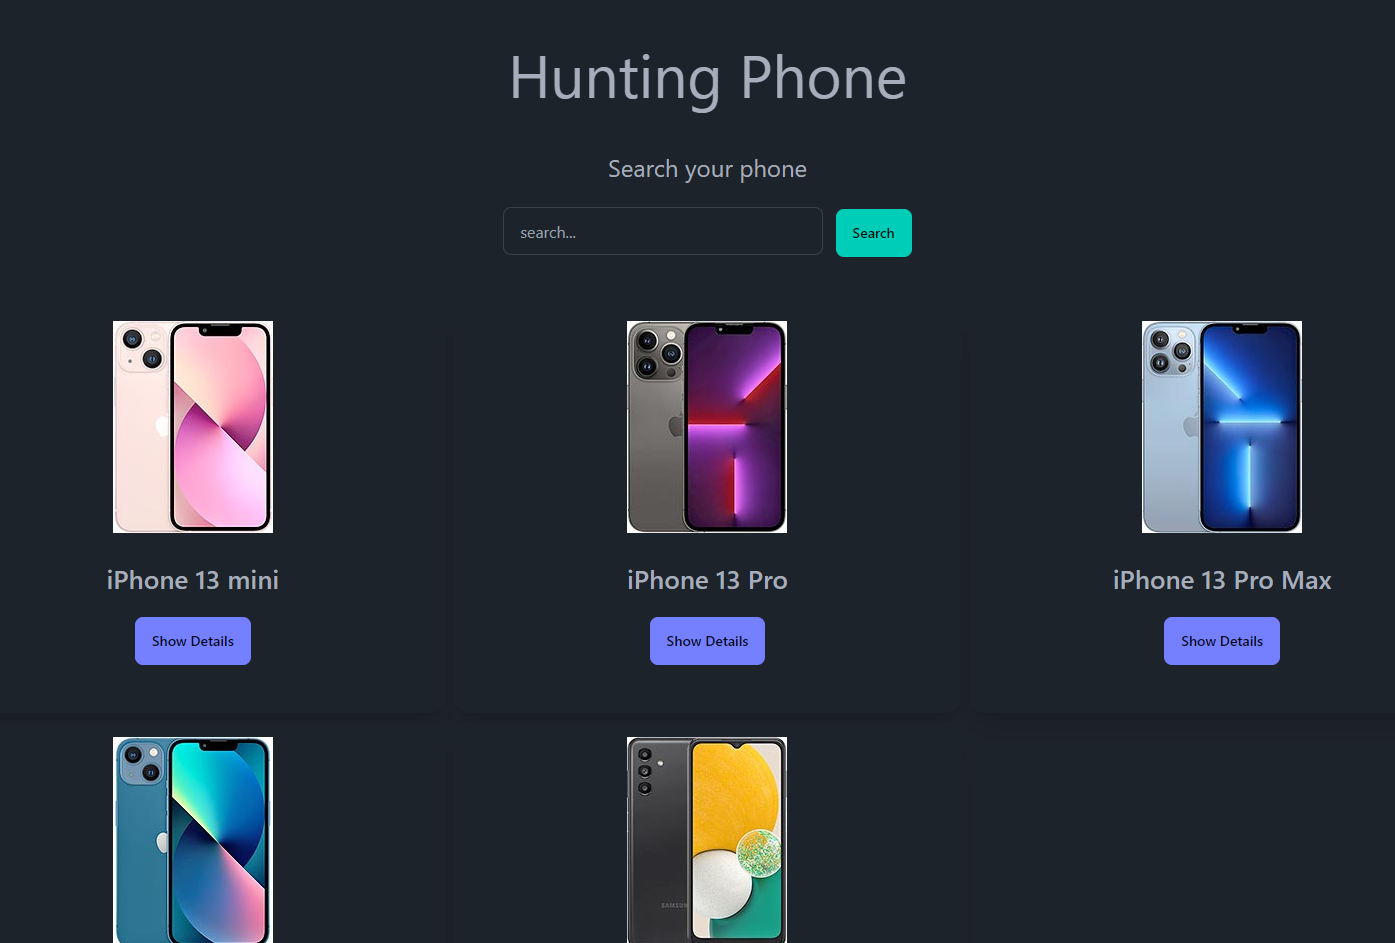 Hunting Phone
Search your phone
search...
Search
iPhone 13 mini
iPhone 13 Pro
iPhone 13 Pro Max
Show Details
Show Details
Show Details
SAMSUNG